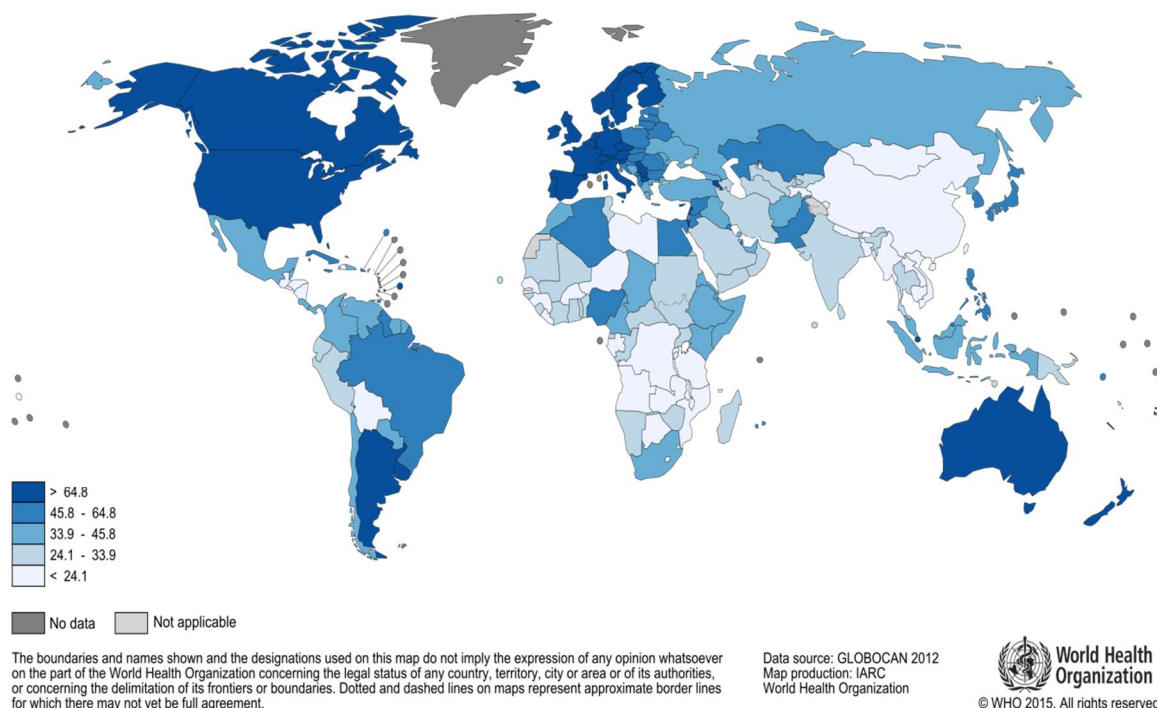 > 64.8
45.8 - 64.8
33.9 - 45.8
24.1 - 33.9
< 24.1
No data
Not applicable
The boundaries and names shown and the designations used on this map do not imply the expression of any opinion whatsoever
on the part of the World Health Organization concerning the legal status of any country, territory, city or area or of its authorities,
or concerning the delimitation of its frontiers or boundaries. Dotted and dashed lines on maps represent approximate border lines
for which there may not yet be full agreement.
Data source: GLOBOCAN 2012
Map production: IARC
World Health Organization
World Health
Organization
© WHO 2015. All rights reserved